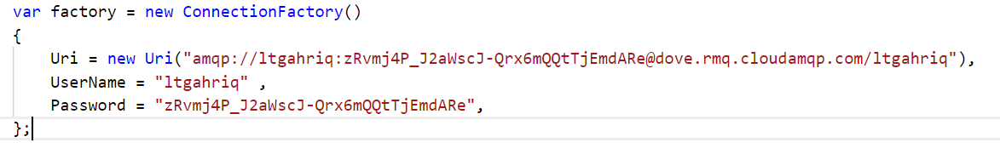 var factory = new ConnectionFactory()
{
    Uri = new Uri("amqp://ltgahriq:zRvmj4P_J2aWscJ-Qrx6mQQtTjEmdARe@dove.rmq.cloudamqp.com/ltgahriq"),
    UserName = "ltgahriq" ,
    Password = "zRvmj4P_J2aWscJ-Qrx6mQQtTjEmdARe",
};